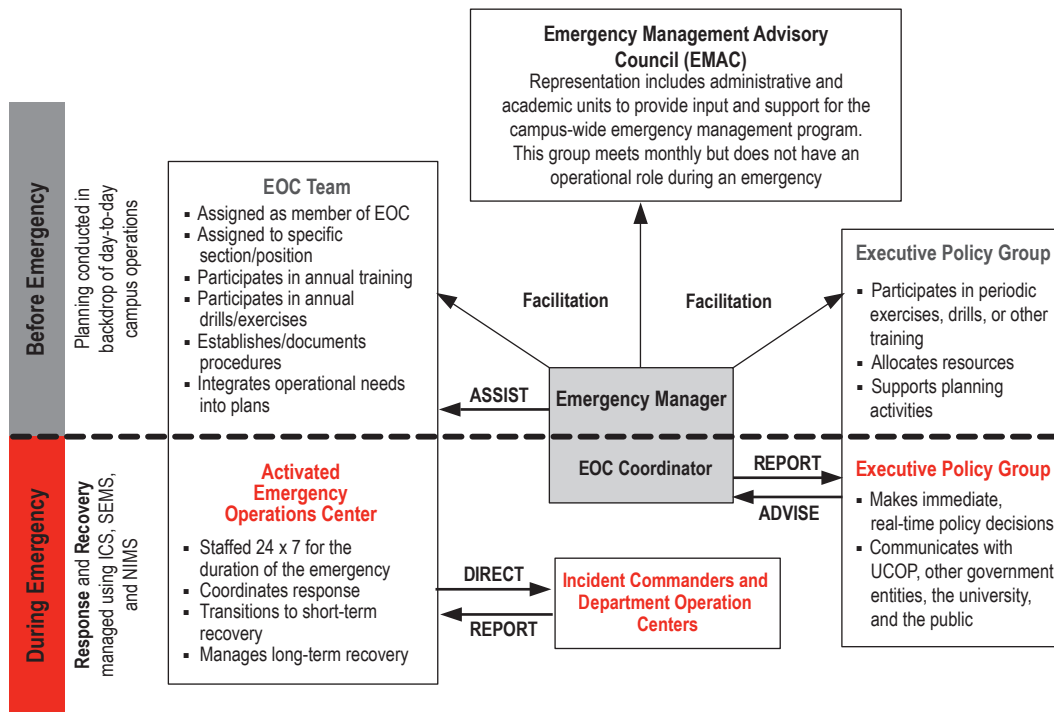 Emergency Management Advisory
Council (EMAC)
Representation includes administrative and
academic units to provide input and support for the
campus-wide emergency management program.
This group meets monthly but does not have an
operational role during an emergency
Before Emergency
Planning conducted in
backdrop of day-to-day
campus operations
EOC Team
▪ Assigned as member of EOC
▪ Assigned to specific
section/position
▪ Participates in annual training
▪ Participates in annual
drills/exercises
▪ Establishes/documents
procedures
▪ Integrates operational needs
into plans
Facilitation
Facilitation
Executive Policy Group
▪ Participates in periodic
exercises, drills, or other
training
▪ Allocates resources
▪ Supports planning
activities
ASSIST
Emergency Manager
During Emergency
Response and Recovery
managed using ICS, SEMS,
and NIMS
Activated
Emergency
Operations Center
▪ Staffed 24 x 7 for the
duration of the emergency
▪ Coordinates response
▪ Transitions to short-term
recovery
▪ Manages long-term recovery
EOC Coordinator
REPORT
ADVISE
Executive Policy Group
▪ Makes immediate,
real-time policy decisions
▪ Communicates with
UCOP, other government
entities, the university,
and the public
DIRECT
REPORT
Incident Commanders and
Department Operation
Centers